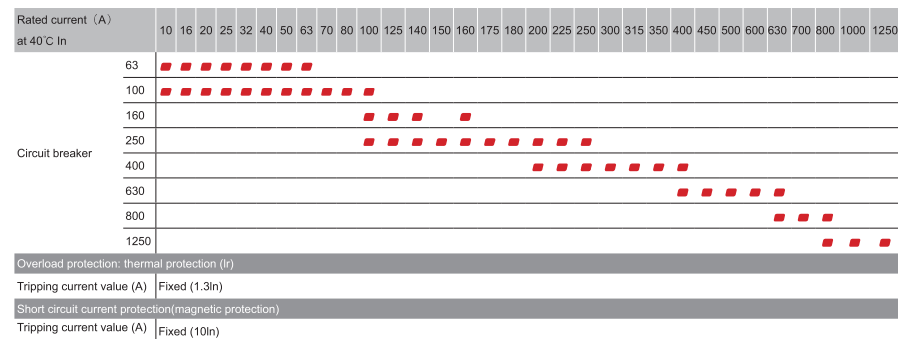 Rated current（A）
at 40℃ In
10 16 20 25 32 40 50 63 70 80 100 125 140 150 160 175 180 200 225 250 300 315 350 400 450 500 600 630 700 800 1000 1250
Circuit breaker
63
100
160
250
400
630
800
1250
Overload protection: thermal protection (Ir)
Tripping current value (A) Fixed (1.3In)
Short circuit current protection(magnetic protection)
Tripping current value (A) Fixed (10In)